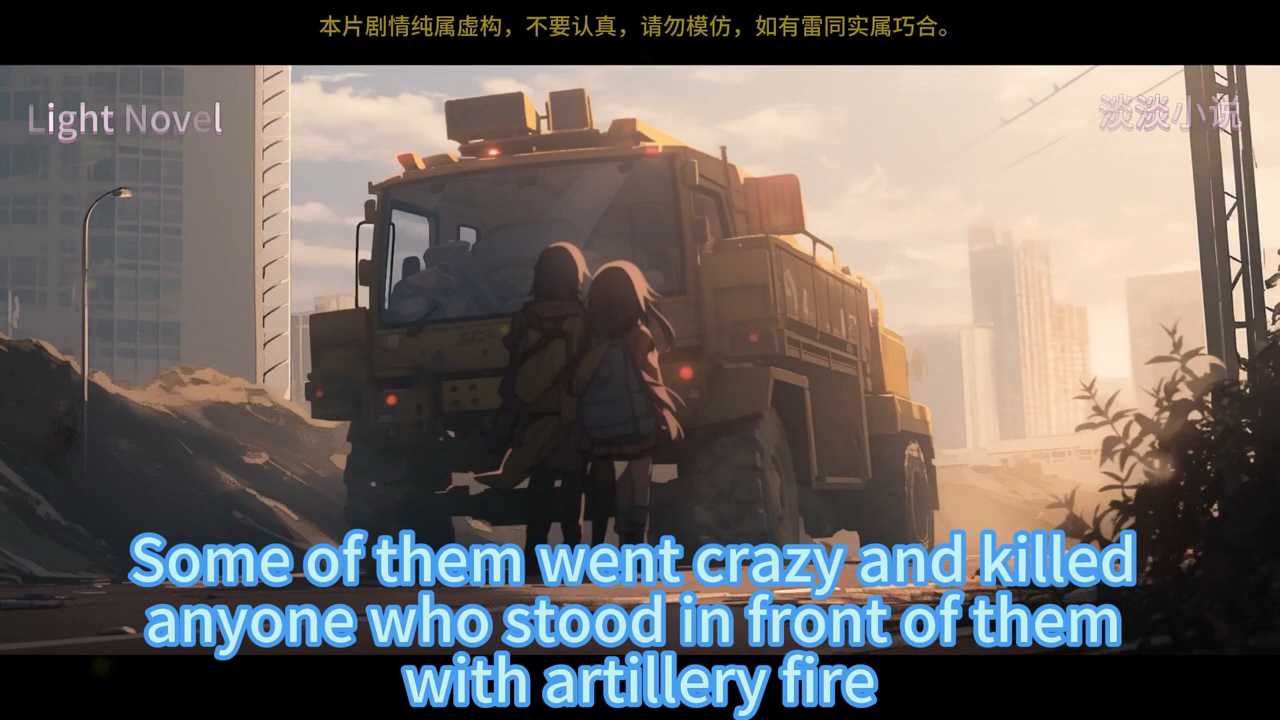 本片剧情纯属虚构，不要认真，请勿模仿，如有雷同实属巧合。
Light Novel
淡淡小说
Some of them went crazy and killed
anyone who stood in front of them
with artillery fire